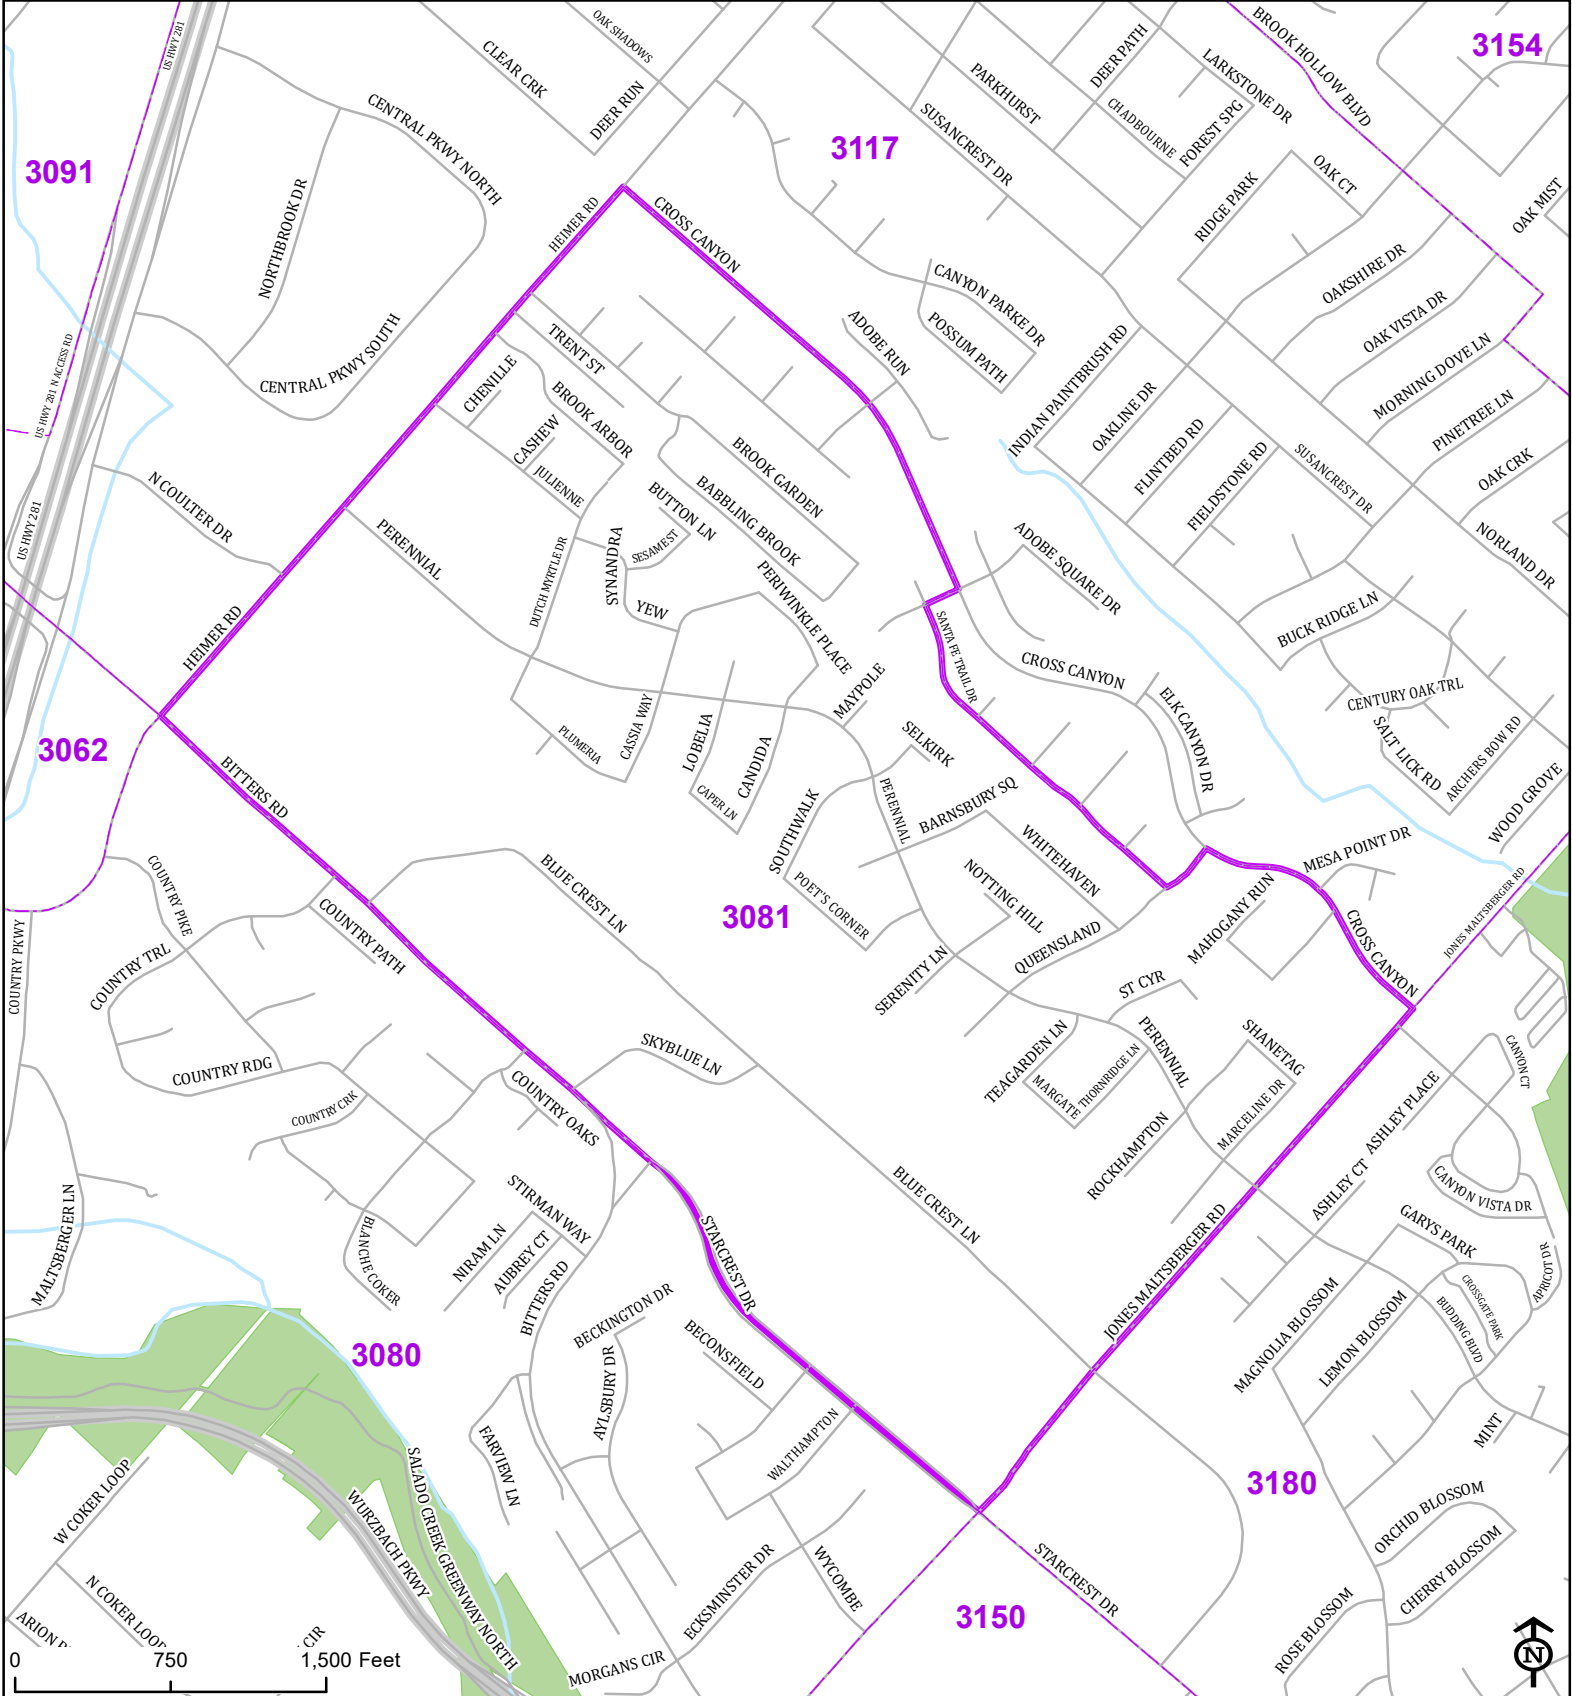 US HWY 281
OAK SHADOWS
CLEAR CRK
DEER RUN
BROOK HOLLOW BLVD
3154
DEER PATH
LARKSTONE DR
PARKHURST
CHADBOURNE
FOREST SPG
SUSANCREST DR
CENTRAL PKWY NORTH
3117
3091
NORTHBROOK DR
OAK CT
RIDGE PARK
OAK MIST
HEIMER RD
CROSS CANYON
OAKSHIRE DR
CANYON PARKE DR
OAK VISTA DR
POSSUM PATH
ADOBE RUN
TRENT ST
CENTRAL PKWY SOUTH
US HWY 281 N ACCESS RD
INDIAN PAINTBRUSH RD
MORNING DOVE LN
CHENILLE
BROOK ARBOR
OAKLINE DR
PINETREE LN
CASHEW
FLINTBED RD
FIELDSTONE RD
SUSANCREST DR
OAK CRK
JULIENNE
BROOK GARDEN
BABBLING BROOK
BUTTON LN
N COULTER DR
US HWY 281
PERENNIAL
SESAMEST
SYNANDRA
DUTCH MYRTLE DR
NORLAND DR
ADOBE SQUARE DR
YEW
PERIWINKLE PLACE
BUCK RIDGE LN
HEIMER RD
SANTA FE TRAIL DR
CROSS CANYON
MAYPOLE
ELK CANYON DR
CENTURY OAK TRL
SALT LICK RD
ARCHERS BOW RD
WOOD GROVE
3062
PLUMERIA
CASSIA WAY
LOBELIA
CANDIDA
CAPER LN
SELKIRK
PERENNIAL
BARNSBURY SQ
BITTERS RD
SOUTHWALK
WHITEHAVEN
MESA POINT DR
COUNTRY PIKE
BLUE CREST LN
NOTTING HILL
POET'S CORNER
MAHOGANY RUN
JONES MALTSBERGER RD
3081
COUNTRY PATH
COUNTRY PKWY
COUNTRY TRL
QUEENSLAND
CROSS CANYON
SERENITY LN
ST CYR
SKYBLUE LN
COUNTRY RDG
TEAGARDEN LN
MARGATE
THORNRIDGE LN
PERENNIAL
SHANETAG
CANYON CT
COUNTRY CRK
COUNTRY OAKS
MARCELINE DR
ROCKHAMPTON
ASHLEY PLACE
ASHLEY CT
CANYON VISTA DR
BLUE CREST LN
STIRMAN WAY
MALTSBERGER LN
BLANCHE COKER
NIRAM LN
AUBREY CT
STARCREST DR
JONES MALTSBERGER RD
GARYS PARK
APRICOT DR
BITTERS RD
BECKINGTON DR
CROSSGATE PARK
BUDDING BLVD
MAGNOLIA BLOSSOM
LEMON BLOSSOM
3080
BECONSFIELD
AYLSBURY DR
WALTHAMPTON
FARVIEW LN
MINT
3180
W COKER LOOP
SALADO CREEK GREENWAY NORTH
WURZBACH PKWY
ORCHID BLOSSOM
CHERRY BLOSSOM
ECKSMINSTER DR
WYCOMBE
STARCREST DR
N COKER LOOP
3150
ROSE BLOSSOM
ARION P
CIR
MORGANS CIR
0 750 1,500 Feet
N